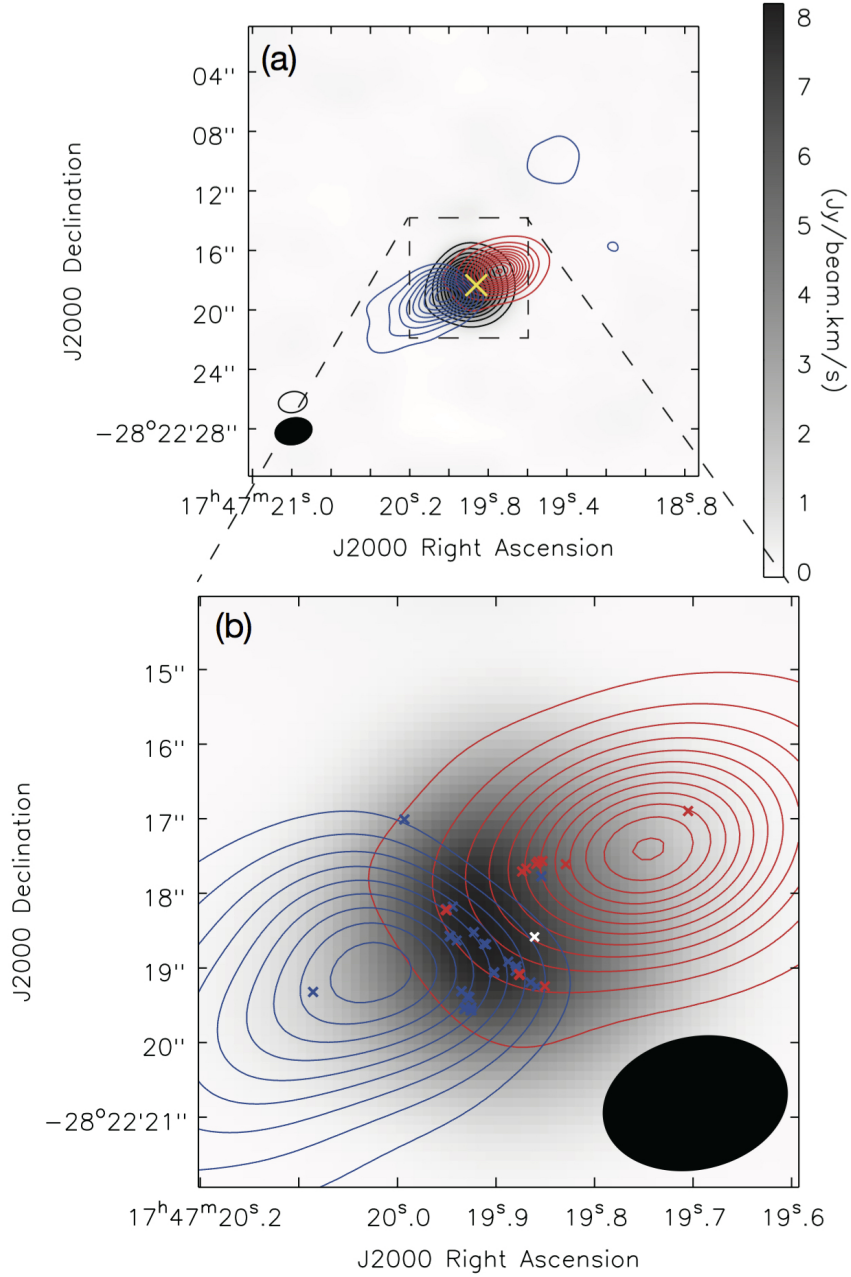 (a)
04''
08''
12''
16''
20''
24''
−28°22'28''
J2000 Declination
17ʰ47ᵐ21ˢ.0 20ˢ.2 19ˢ.8 19ˢ.4 18ˢ.8
J2000 Right Ascension
8
7
6
5
4
3
2
1
0
(Jy/beam.km/s)
(b)
15''
16''
17''
18''
19''
20''
−28°22'21''
J2000 Declination
17ʰ47ᵐ20ˢ.2 20ˢ.0 19ˢ.9 19ˢ.8 19ˢ.7 19ˢ.6
J2000 Right Ascension